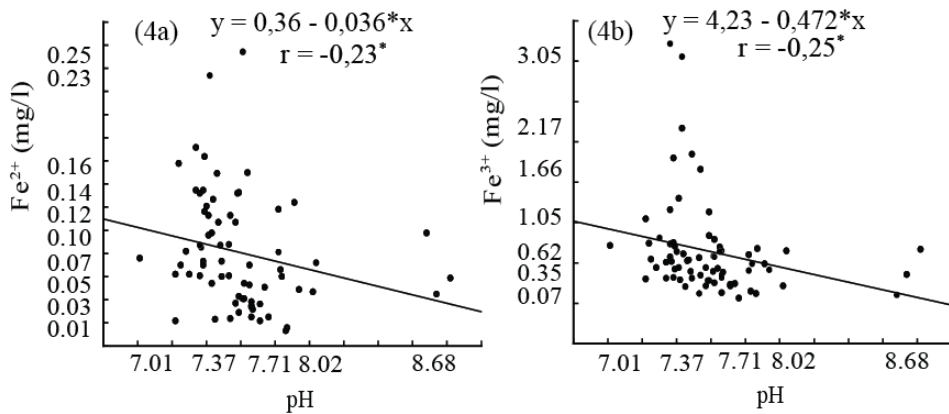 (4a)
y = 0,36 - 0,036*x
r = -0,23*
Fe²⁺ (mg/l)
0.25
0.23
0.16
0.14
0.12
0.10
0.07
0.05
0.03
0.01
7.01 7.37 7.71 8.02 8.68
pH
(4b)
y = 4,23 - 0,472*x
r = -0,25*
Fe³⁺ (mg/l)
3.05
2.17
1.66
1.05
0.62
0.35
0.07
7.01 7.37 7.71 8.02 8.68
pH